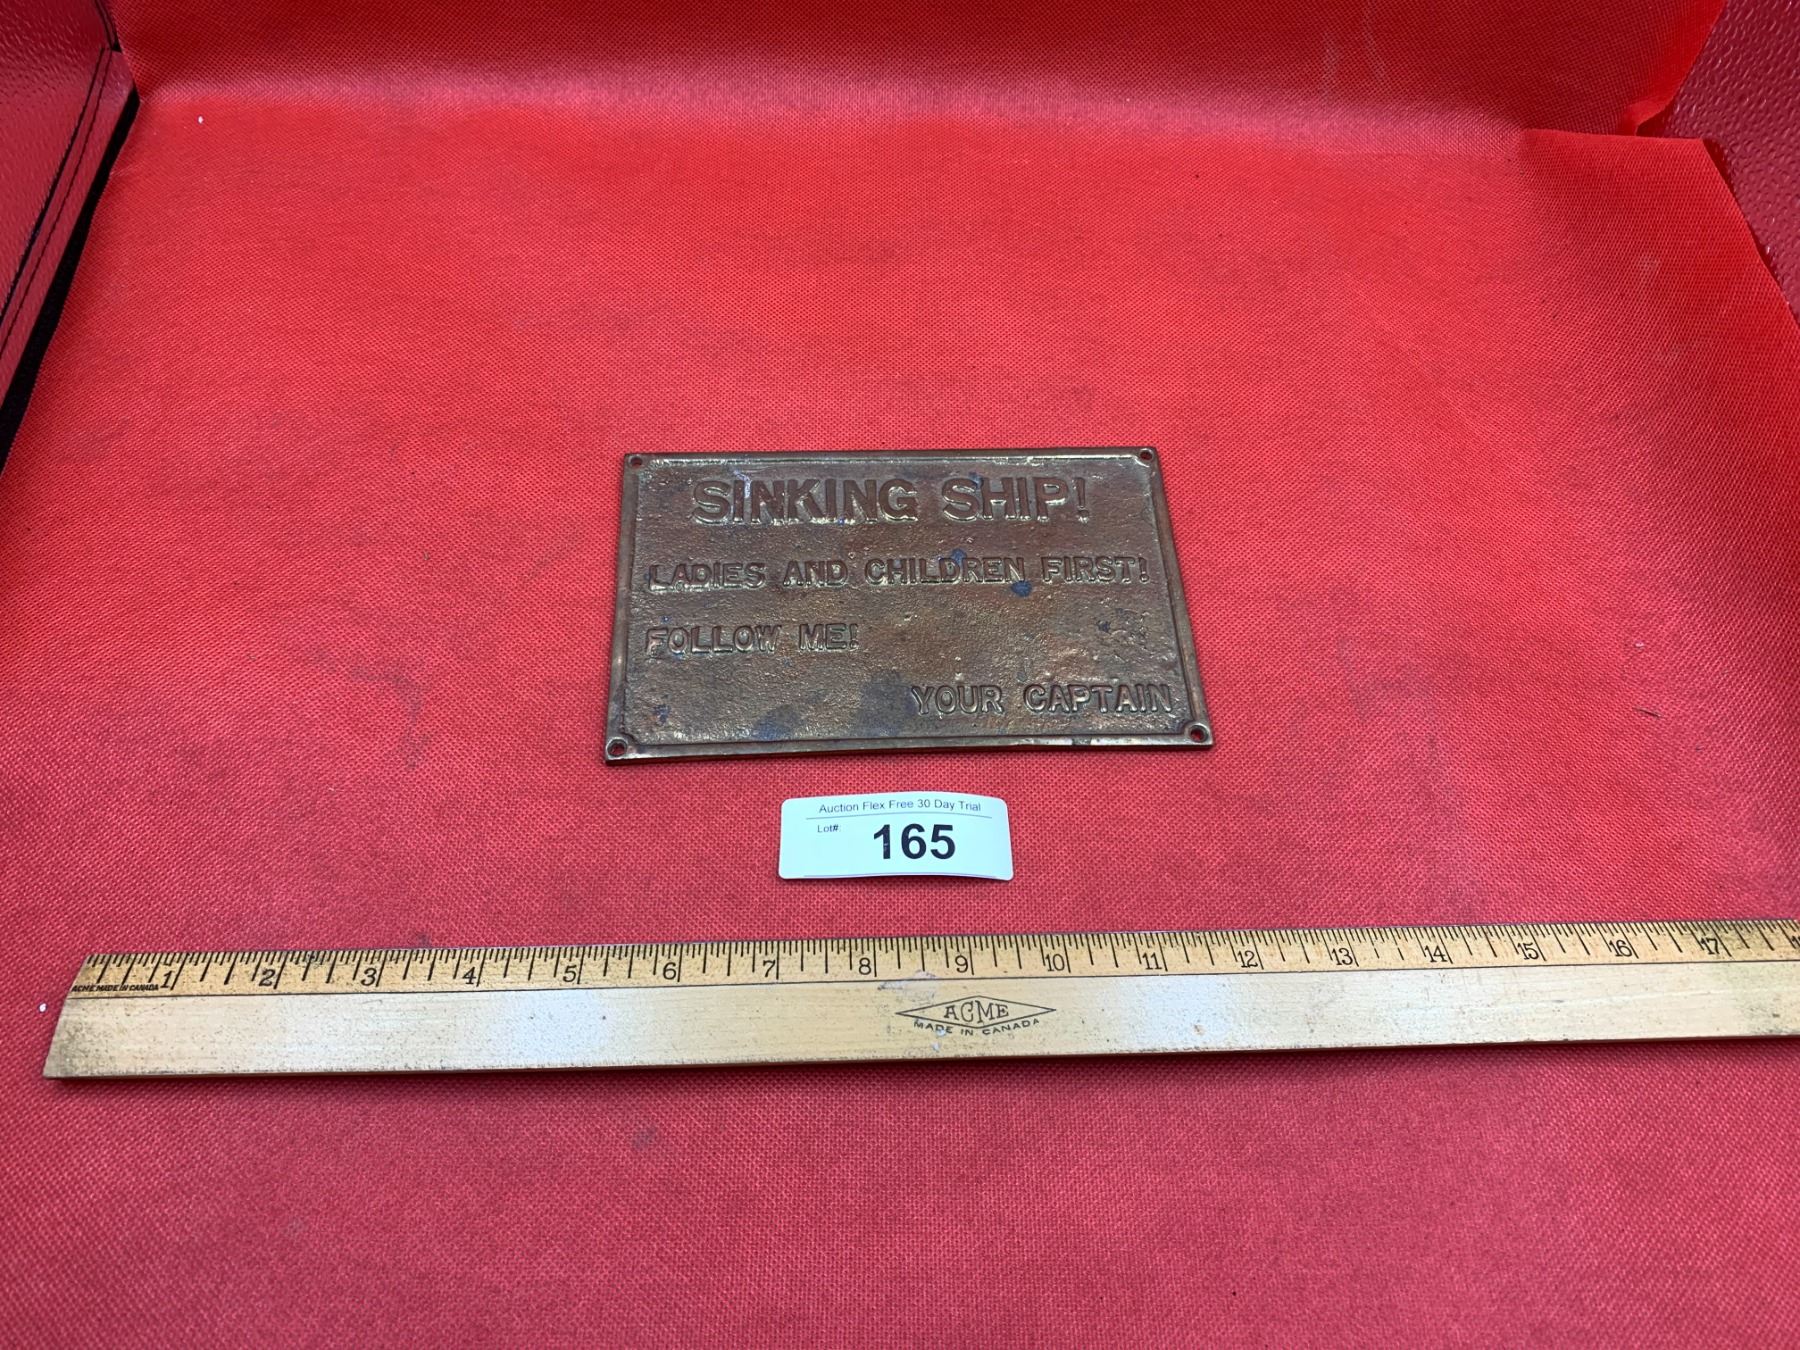 SINKING SHIP!
LADIES AND CHILDREN FIRST!
FOLLOW ME!
YOUR CAPTAIN
Auction Flex Free 30 Day Trial
Lot#: 165
1 2 3 4 5 6 7 8 9 10 11 12 13 14 15 16 17
ACME MADE IN CANADA
ACME
MADE IN CANADA